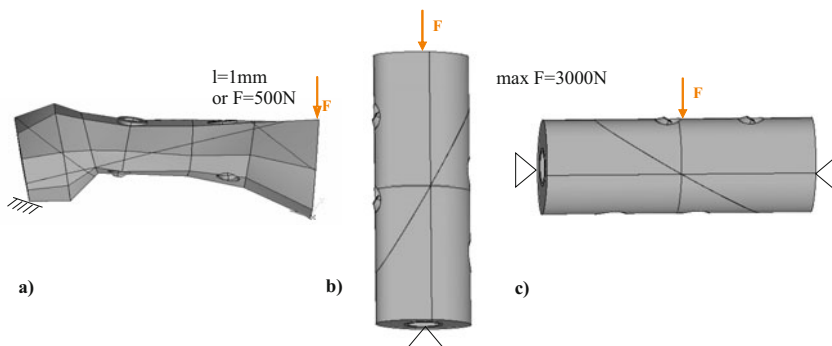 l=1mm
or F=500N
F
a)
F
b)
max F=3000N
F
c)